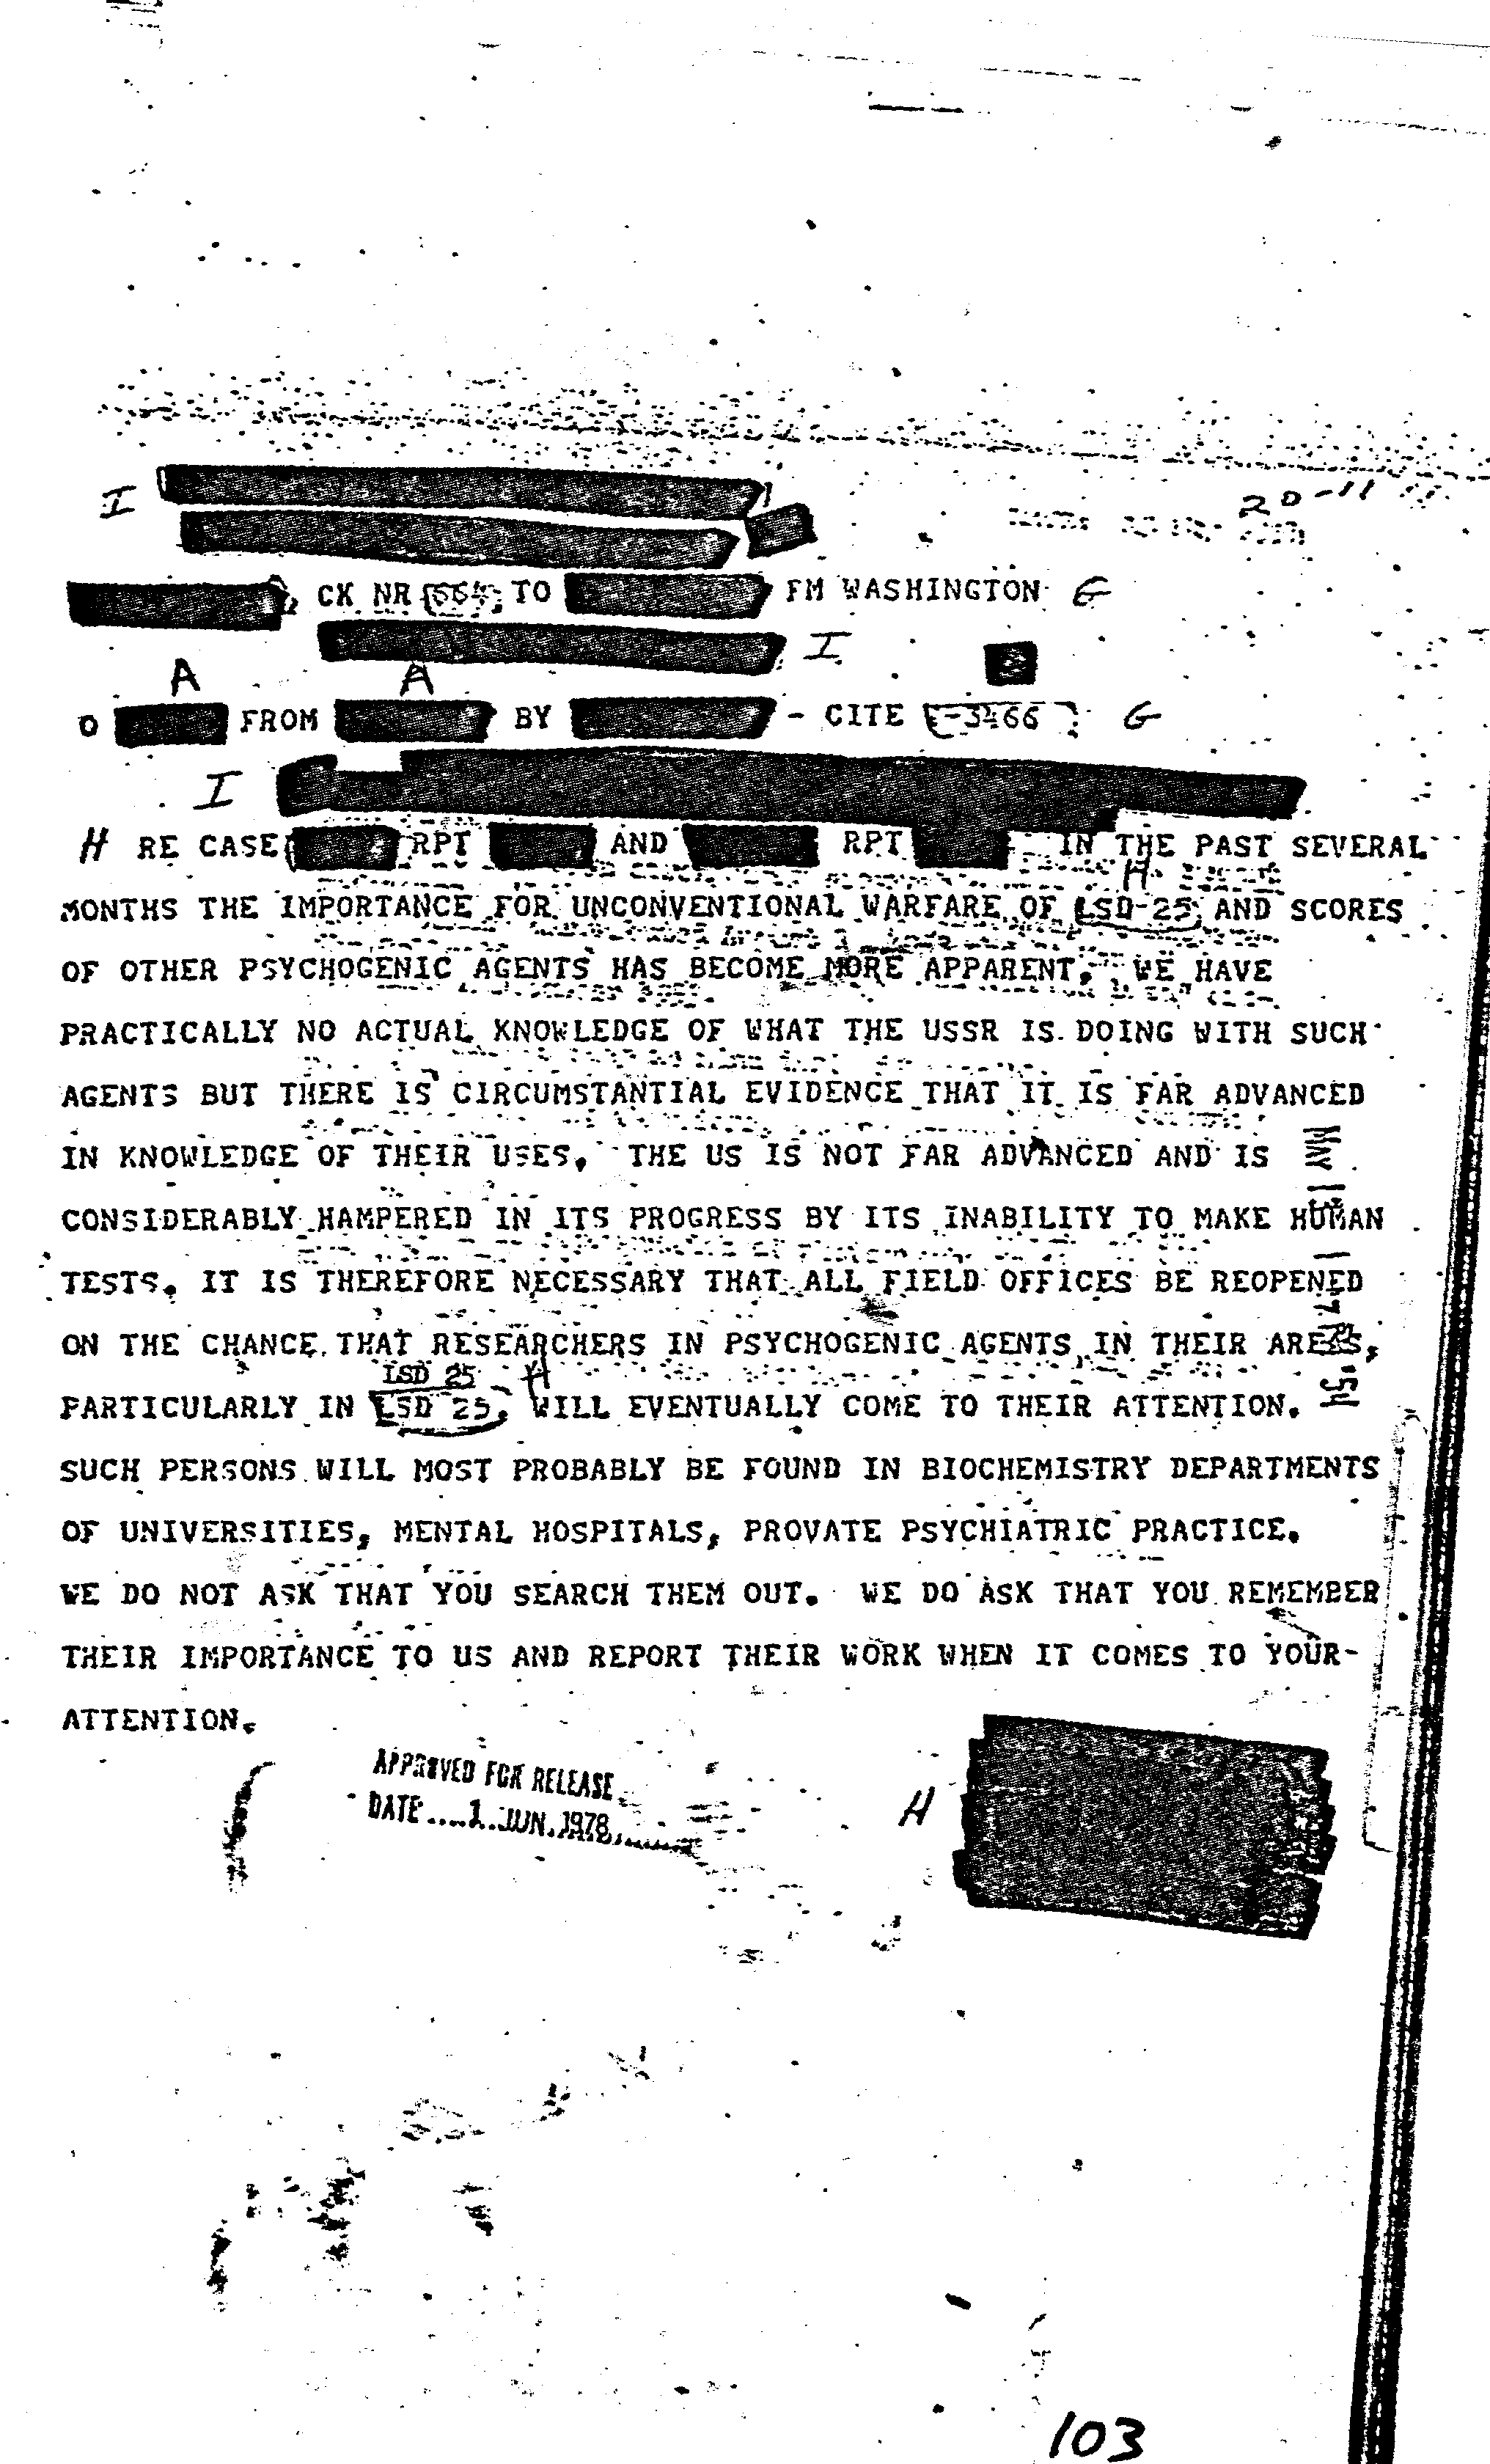 20-11
I
CK NR 664 TO FM WASHINGTON G
I
A A
O FROM BY - CITE -3466 G
I
H RE CASE RPT AND RPT IN THE PAST SEVERAL
H
MONTHS THE IMPORTANCE FOR UNCONVENTIONAL WARFARE OF LSD-25, AND SCORES
OF OTHER PSYCHOGENIC AGENTS HAS BECOME MORE APPARENT. WE HAVE
PRACTICALLY NO ACTUAL KNOWLEDGE OF WHAT THE USSR IS DOING WITH SUCH
AGENTS BUT THERE IS CIRCUMSTANTIAL EVIDENCE THAT IT IS FAR ADVANCED
IN KNOWLEDGE OF THEIR USES. THE US IS NOT FAR ADVANCED AND IS
CONSIDERABLY HAMPERED IN ITS PROGRESS BY ITS INABILITY TO MAKE HUMAN
TESTS. IT IS THEREFORE NECESSARY THAT ALL FIELD OFFICES BE REOPENED
ON THE CHANCE THAT RESEARCHERS IN PSYCHOGENIC AGENTS IN THEIR AREAS,
LSD 25 H
PARTICULARLY IN LSD 25, WILL EVENTUALLY COME TO THEIR ATTENTION.
SUCH PERSONS WILL MOST PROBABLY BE FOUND IN BIOCHEMISTRY DEPARTMENTS
OF UNIVERSITIES, MENTAL HOSPITALS, PROVATE PSYCHIATRIC PRACTICE.
WE DO NOT ASK THAT YOU SEARCH THEM OUT. WE DO ASK THAT YOU REMEMBER
THEIR IMPORTANCE TO US AND REPORT THEIR WORK WHEN IT COMES TO YOUR-
ATTENTION.
APPROVED FOR RELEASE
DATE....1 JUN 1978
H
103